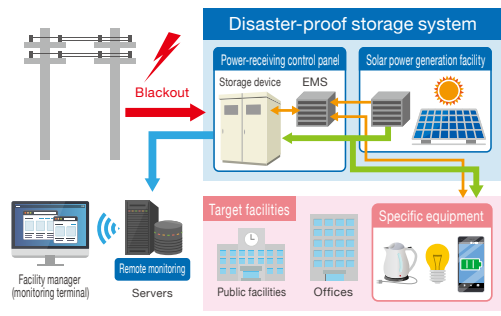 Disaster-proof storage system
Power-receiving control panel
Solar power generation facility
Storage device
EMS
Blackout
Target facilities
Specific equipment
Remote monitoring
Facility manager
(monitoring terminal)
Servers
Public facilities
Offices